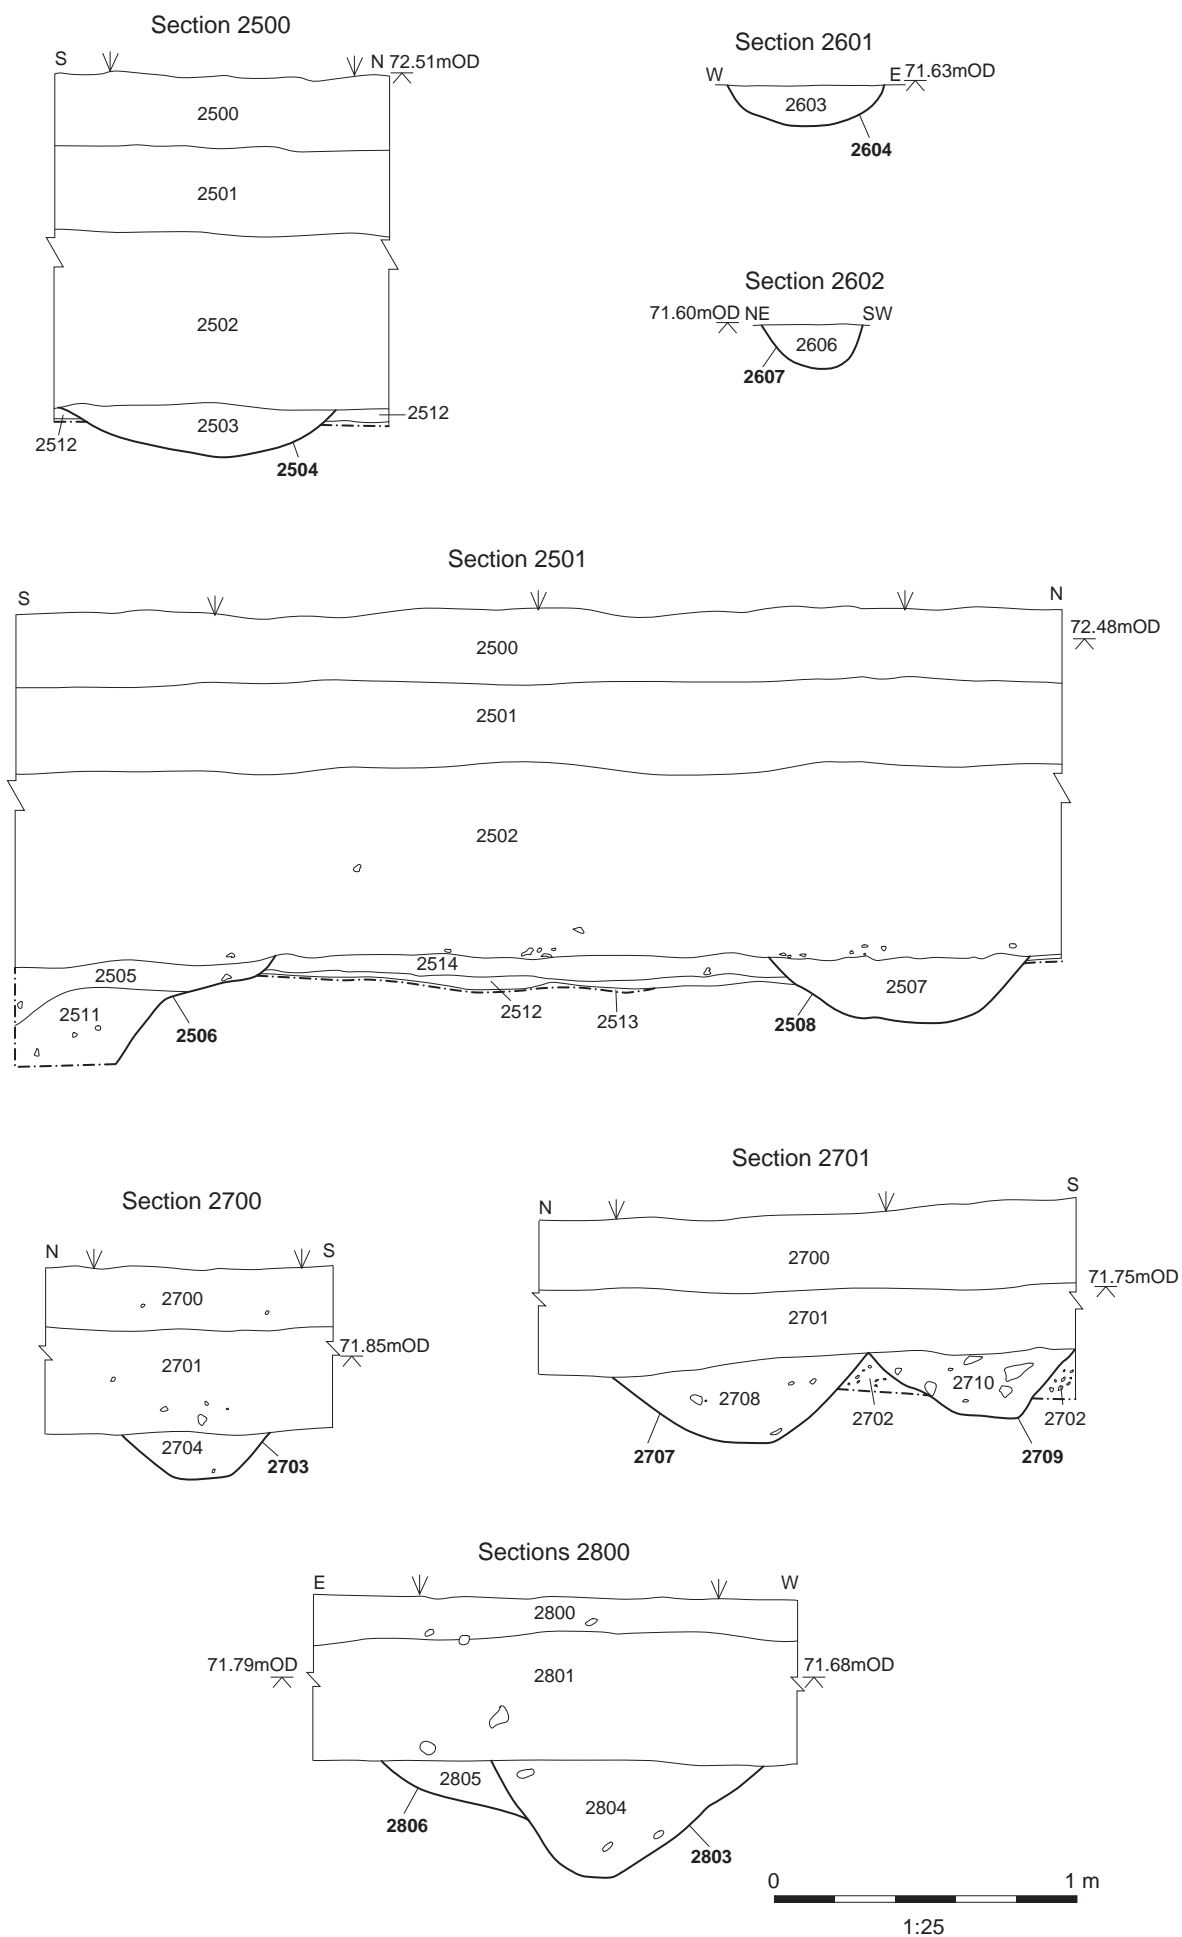 Section 2500
S
N 72.51mOD
2500
2501
2502
2503
2512
2512
2504
Section 2601
W
E 71.63mOD
2603
2604
Section 2602
71.60mOD NE
SW
2606
2607
Section 2501
S
N
72.48mOD
2500
2501
2502
2505
2514
2511
2506
2512
2513
2507
2508
Section 2700
N
S
2700
71.85mOD
2701
2704
2703
Section 2701
N
S
2700
71.75mOD
2701
2708
2710
2702
2702
2707
2709
Sections 2800
E
W
2800
71.79mOD
71.68mOD
2801
2805
2804
2806
2803
0
1 m
1:25